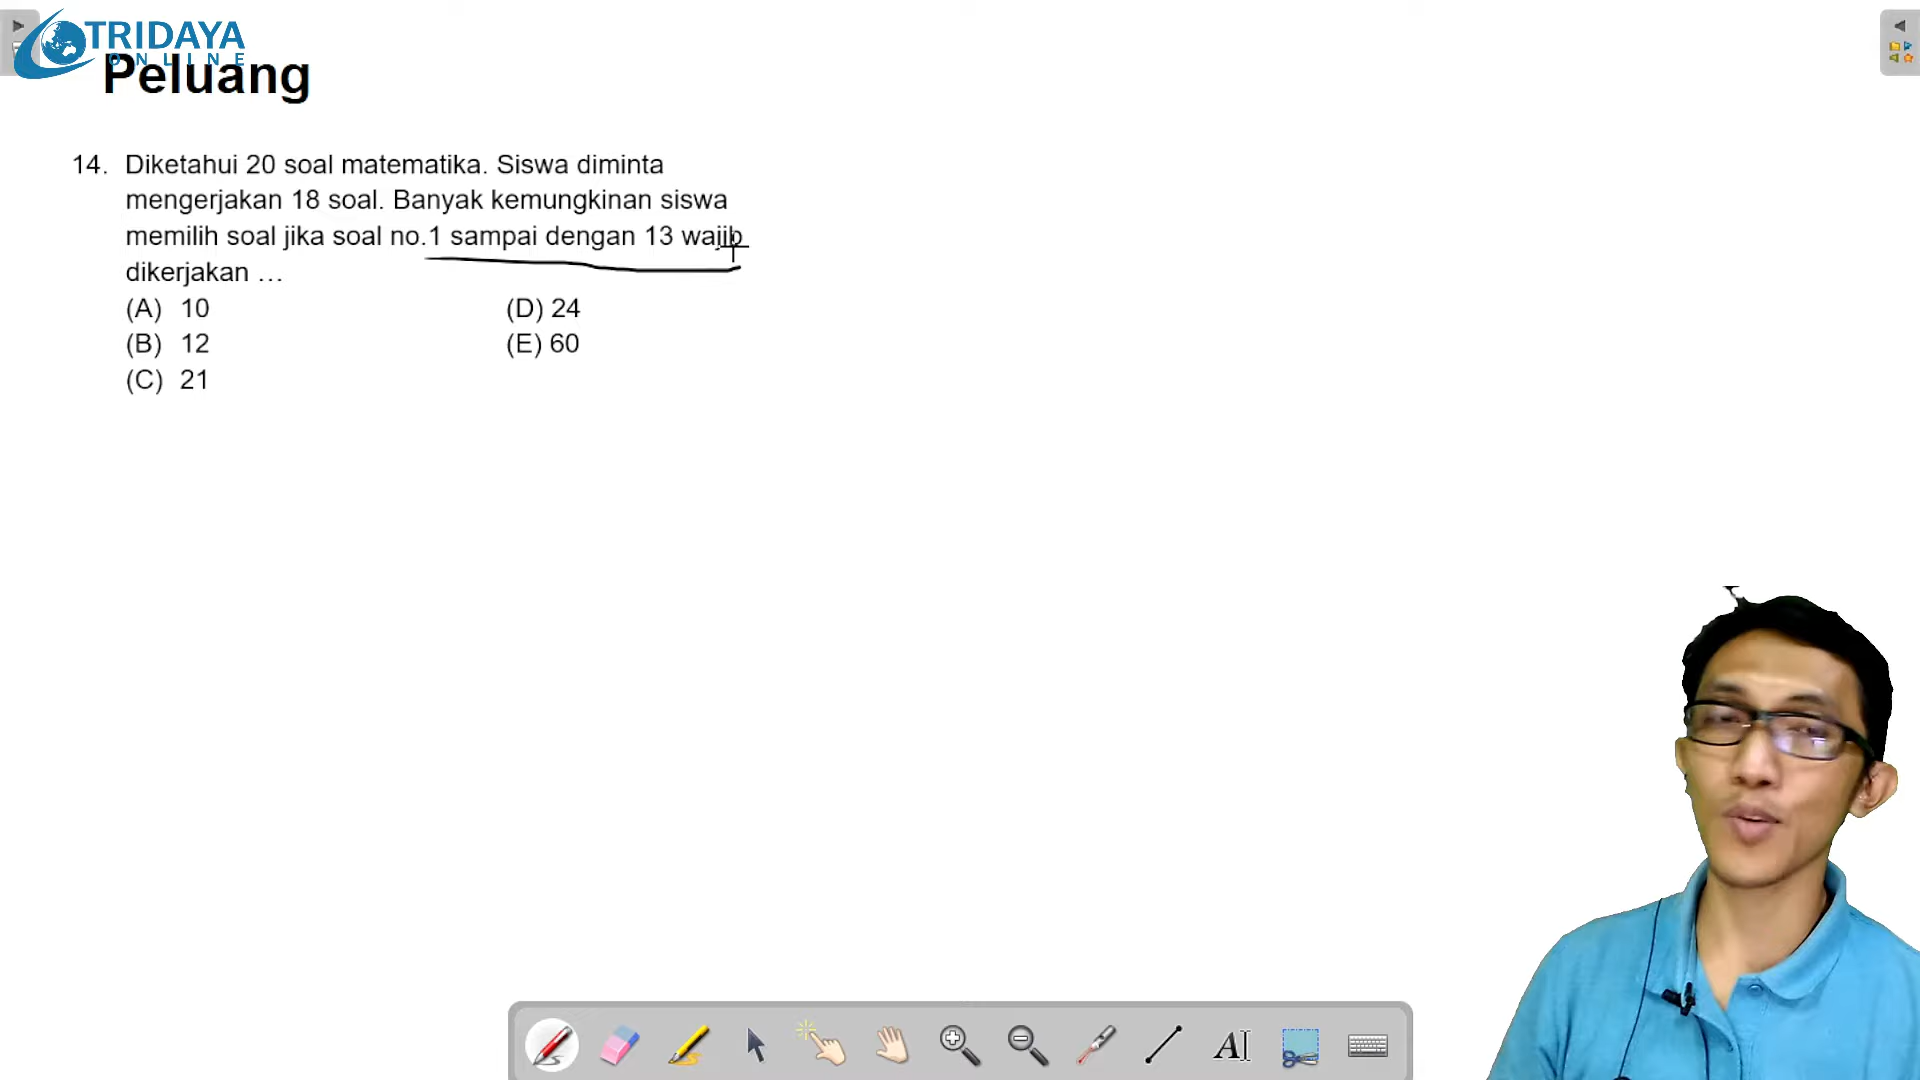 TRIDAYA
ONLINE
Peluang
14. Diketahui 20 soal matematika. Siswa diminta
mengerjakan 18 soal. Banyak kemungkinan siswa
memilih soal jika soal no.1 sampai dengan 13 wajib
dikerjakan …
(A) 10
(D) 24
(B) 12
(E) 60
(C) 21